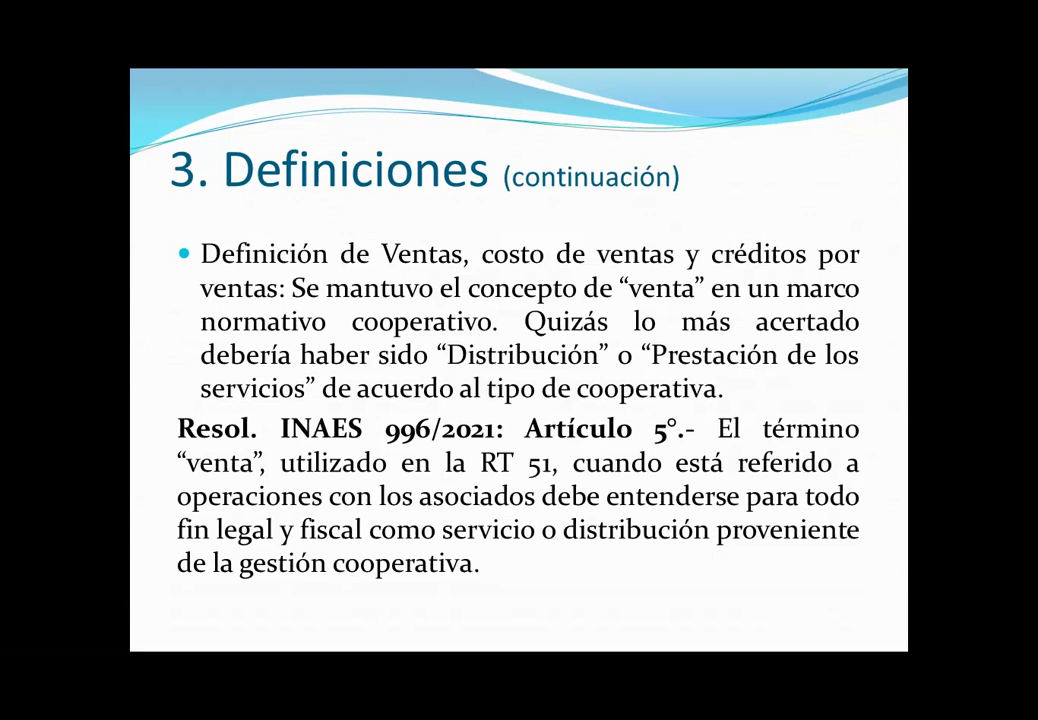 3. Definiciones (continuación)
• Definición de Ventas, costo de ventas y créditos por
ventas: Se mantuvo el concepto de “venta” en un marco
normativo cooperativo. Quizás lo más acertado
debería haber sido “Distribución” o “Prestación de los
servicios” de acuerdo al tipo de cooperativa.
Resol. INAES 996/2021: Artículo 5°.- El término
“venta”, utilizado en la RT 51, cuando está referido a
operaciones con los asociados debe entenderse para todo
fin legal y fiscal como servicio o distribución proveniente
de la gestión cooperativa.